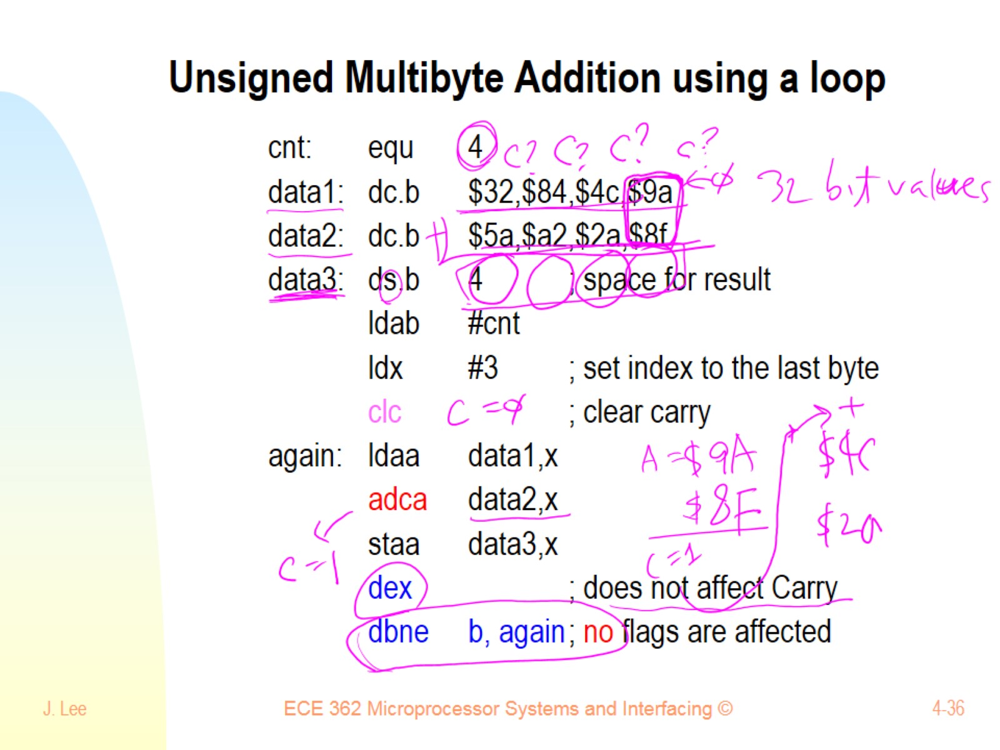 Unsigned Multibyte Addition using a loop
cnt: equ 4 C? C? C? C?
data1: dc.b $32,$84,$4c,$9a ← ϕ 32 bit values
data2: dc.b + $5a,$a2,$2a,$8f
data3: ds.b 4 ; space for result
ldab #cnt
ldx #3 ; set index to the last byte
clc C = ϕ ; clear carry +
again: ldaa data1,x A = $9A $4C
adca data2,x $8F $2a
staa data3,x
C = 1 C = 1
dex ; does not affect Carry
dbne b, again ; no flags are affected
J. Lee ECE 362 Microprocessor Systems and Interfacing © 4-36